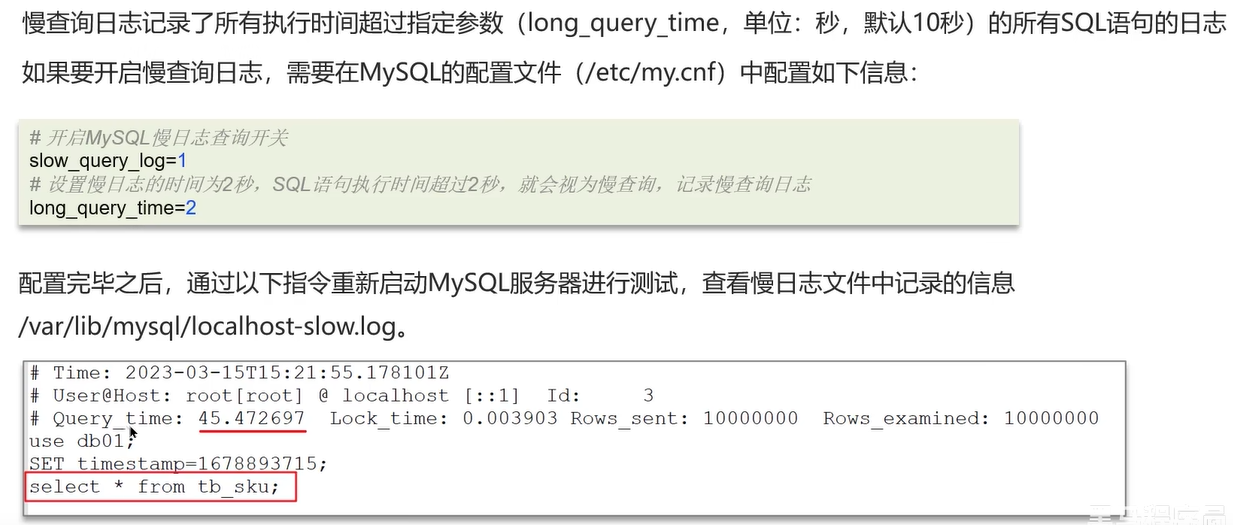 慢查询日志记录了所有执行时间超过指定参数（long_query_time，单位：秒，默认10秒）的所有SQL语句的日志
如果要开启慢查询日志，需要在MySQL的配置文件（/etc/my.cnf）中配置如下信息：
# 开启MySQL慢日志查询开关
slow_query_log=1
# 设置慢日志的时间为2秒，SQL语句执行时间超过2秒，就会视为慢查询，记录慢查询日志
long_query_time=2
配置完毕之后，通过以下指令重新启动MySQL服务器进行测试，查看慢日志文件中记录的信息
/var/lib/mysql/localhost-slow.log。
# Time: 2023-03-15T15:21:55.178101Z
# User@Host: root[root] @ localhost [::1]  Id:     3
# Query_time: 45.472697  Lock_time: 0.003903 Rows_sent: 10000000  Rows_examined: 10000000
use db01;
SET timestamp=1678893715;
select * from tb_sku;